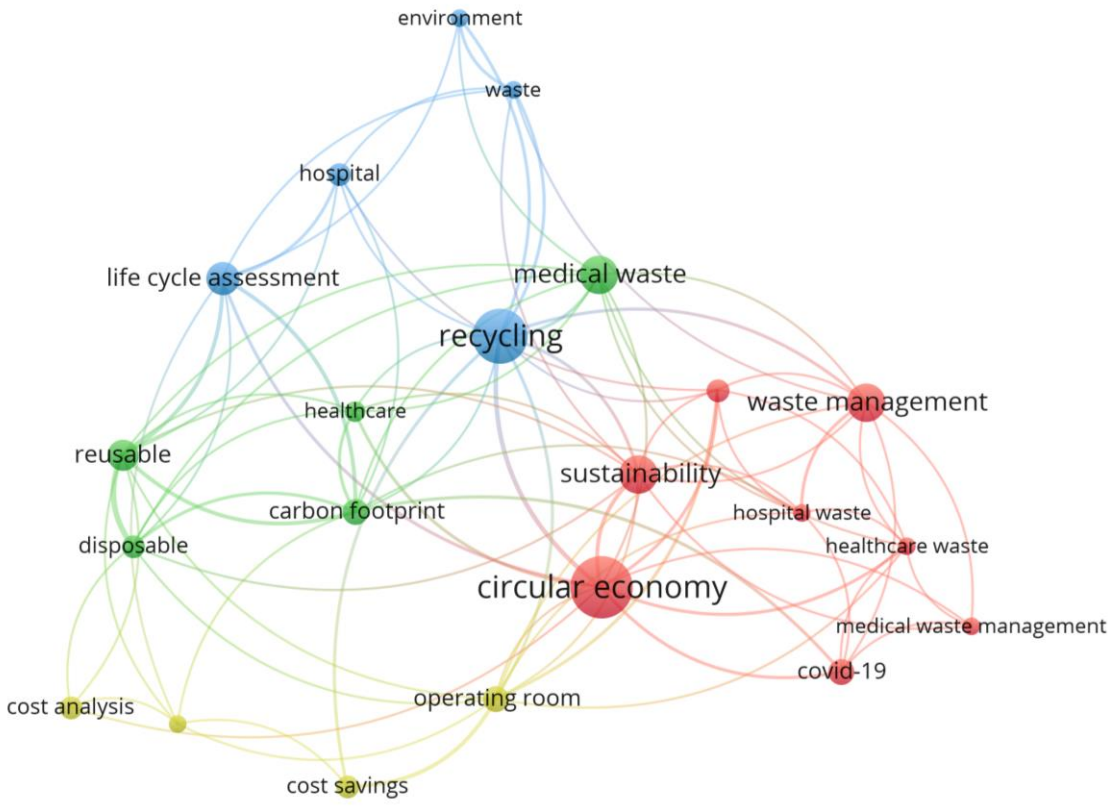 environment
waste
hospital
life cycle assessment
medical waste
recycling
healthcare
waste management
reusable
sustainability
carbon footprint
hospital waste
disposable
healthcare waste
circular economy
medical waste management
covid-19
operating room
cost analysis
cost savings